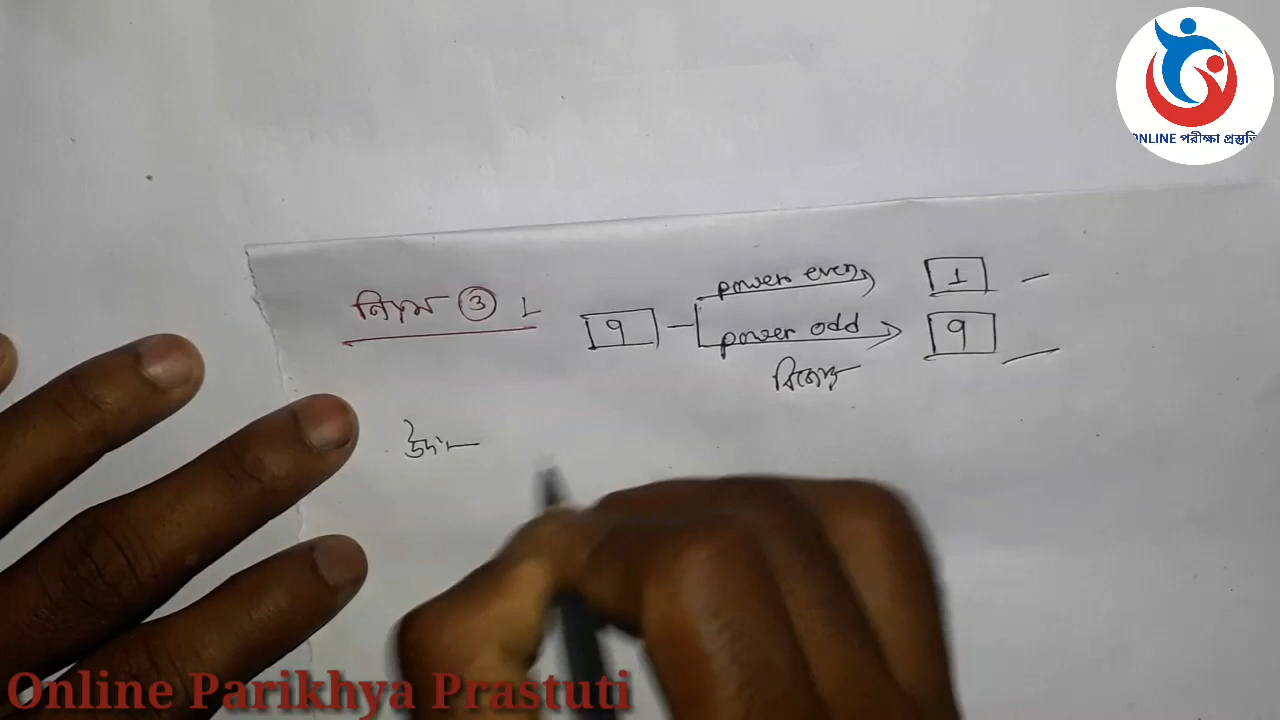 ONLINE পরীক্ষা প্রস্তুতি
নিয়ম ③
9
power even
1
power odd
9
বিজোড়
উদাঃ
Online Parikhya Prastuti